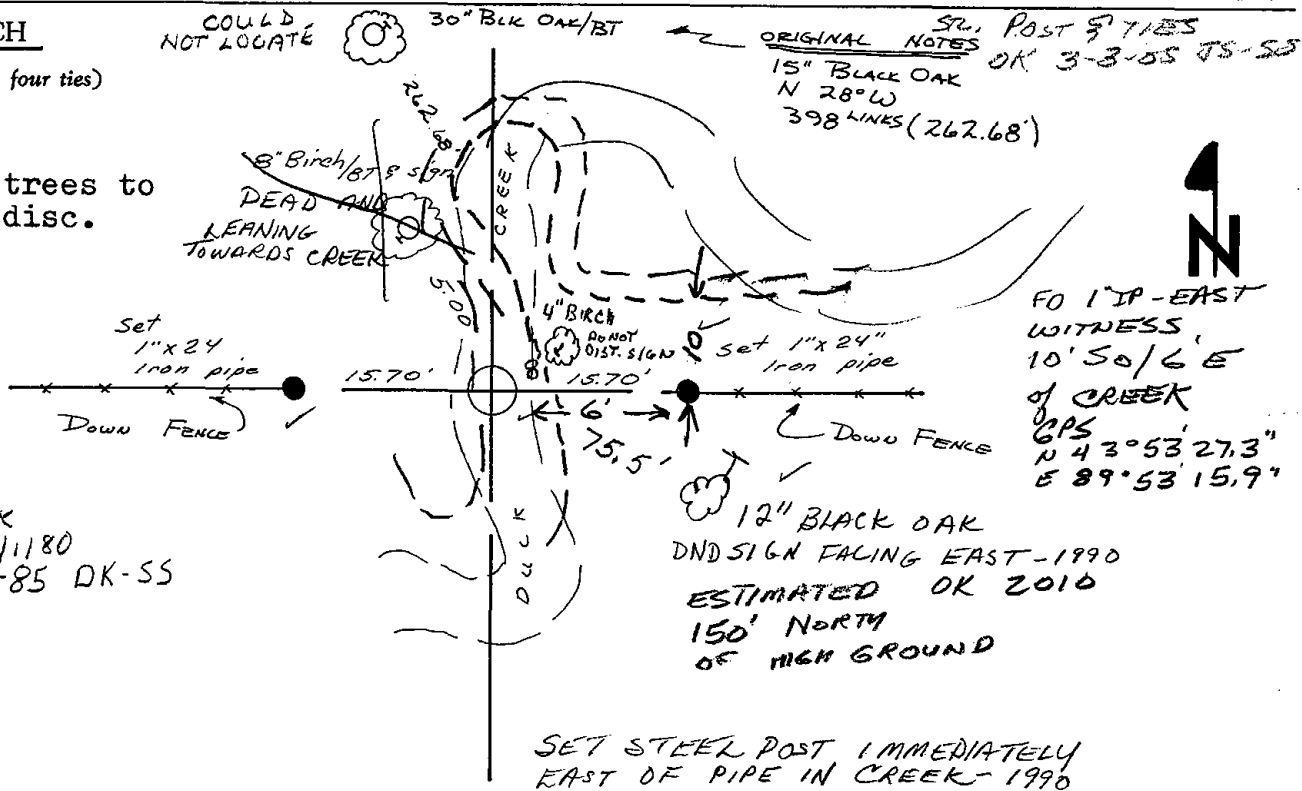 CH
four ties)
trees to
disc.
COULD
NOT LOCATE
30" BLK OAK/BT
ORIGINAL NOTES
15" BLACK OAK
N 28° W
398 LINKS (262.68')
STL. POST & TIES
OK 3-3-05 JS-SS
262.68'
8" Birch/BT & sign
DEAD AND
LEANING
TOWARDS CREEK
CREEK
5.00
4" BIRCH
DO NOT
DIST. SIGN
N
FD 1" IP - EAST
WITNESS
10' SO/6'E
of CREEK
GPS
N 43°53'27.3"
E 89°53'15.9"
Set
1" x 24
Iron pipe
15.70'
15.70'
10
Set 1" x 24"
Iron pipe
6'
75.5'
DOWN FENCE
DOWN FENCE
1180
-85 DK-SS
DUCK
12" BLACK OAK
DND SIGN FACING EAST - 1990
ESTIMATED OK 2010
150' NORTH
OF HIGH GROUND
SET STEEL POST IMMEDIATELY
EAST OF PIPE IN CREEK - 1990